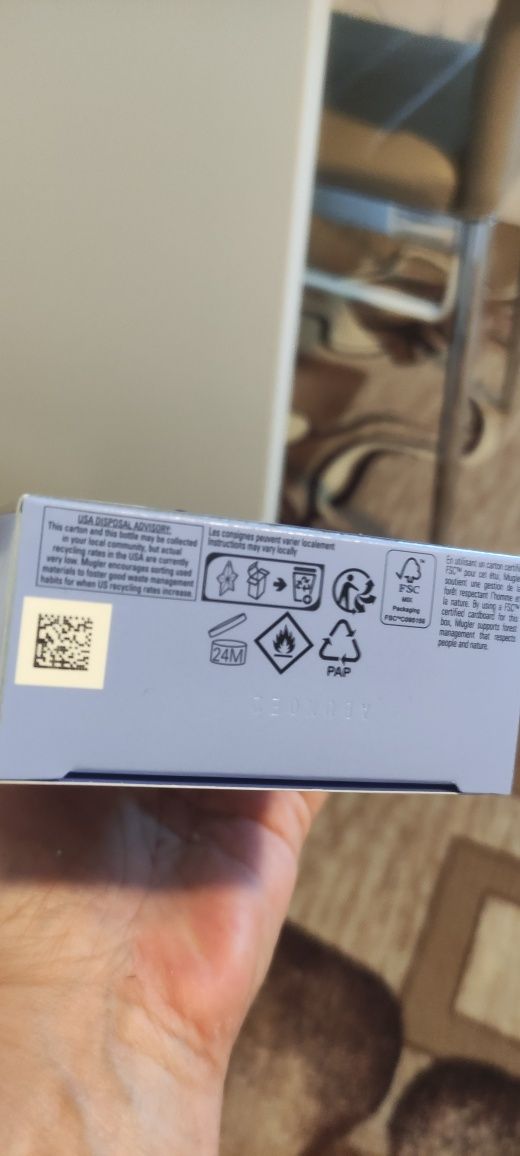 USA DISPOSAL ADVISORY:
This carton and this bottle may be collected
in your local community, but actual
recycling rates in the USA are currently
very low. Mugler encourages sorting used
materials to foster good waste management
habits for when US recycling rates increase.
Les consignes peuvent varier localement
Instructions may vary locally
FSC
MIX
Packaging
24M
PAP
En utilisant un carton certifié
FSC™ pour cet étui, Mugler
soutient une gestion de la
forêt respectant l'homme et
la nature. By using a FSC™
certified cardboard for this
box, Mugler supports forest
management that respects
people and nature.